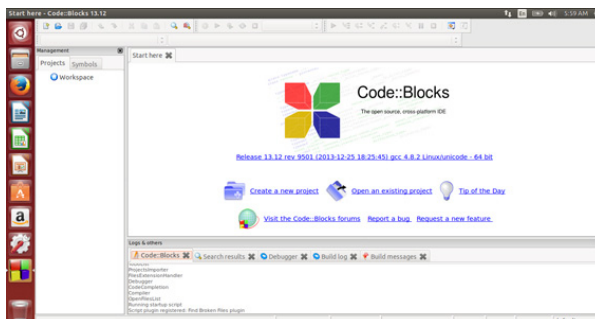 Start here - Code::Blocks 13.12
En
5:59 AM
Management
Projects Symbols
Workspace
Start here
Code::Blocks
The open source, cross-platform IDE
Release 13.12 rev 9501 (2013-12-25 18:25:45) gcc 4.8.2 Linux/unicode - 64 bit
Create a new project Open an existing project Tip of the Day
Visit the Code::Blocks forums Report a bug Request a new feature
Logs & others
Code::Blocks Search results Debugger Build log Build messages
ProjectsImporter
FilesExtensionHandler
Debugger
CodeCompletion
Compiler
OpenFilesList
Running startup script
Script plugin registered: Find Broken Files plugin